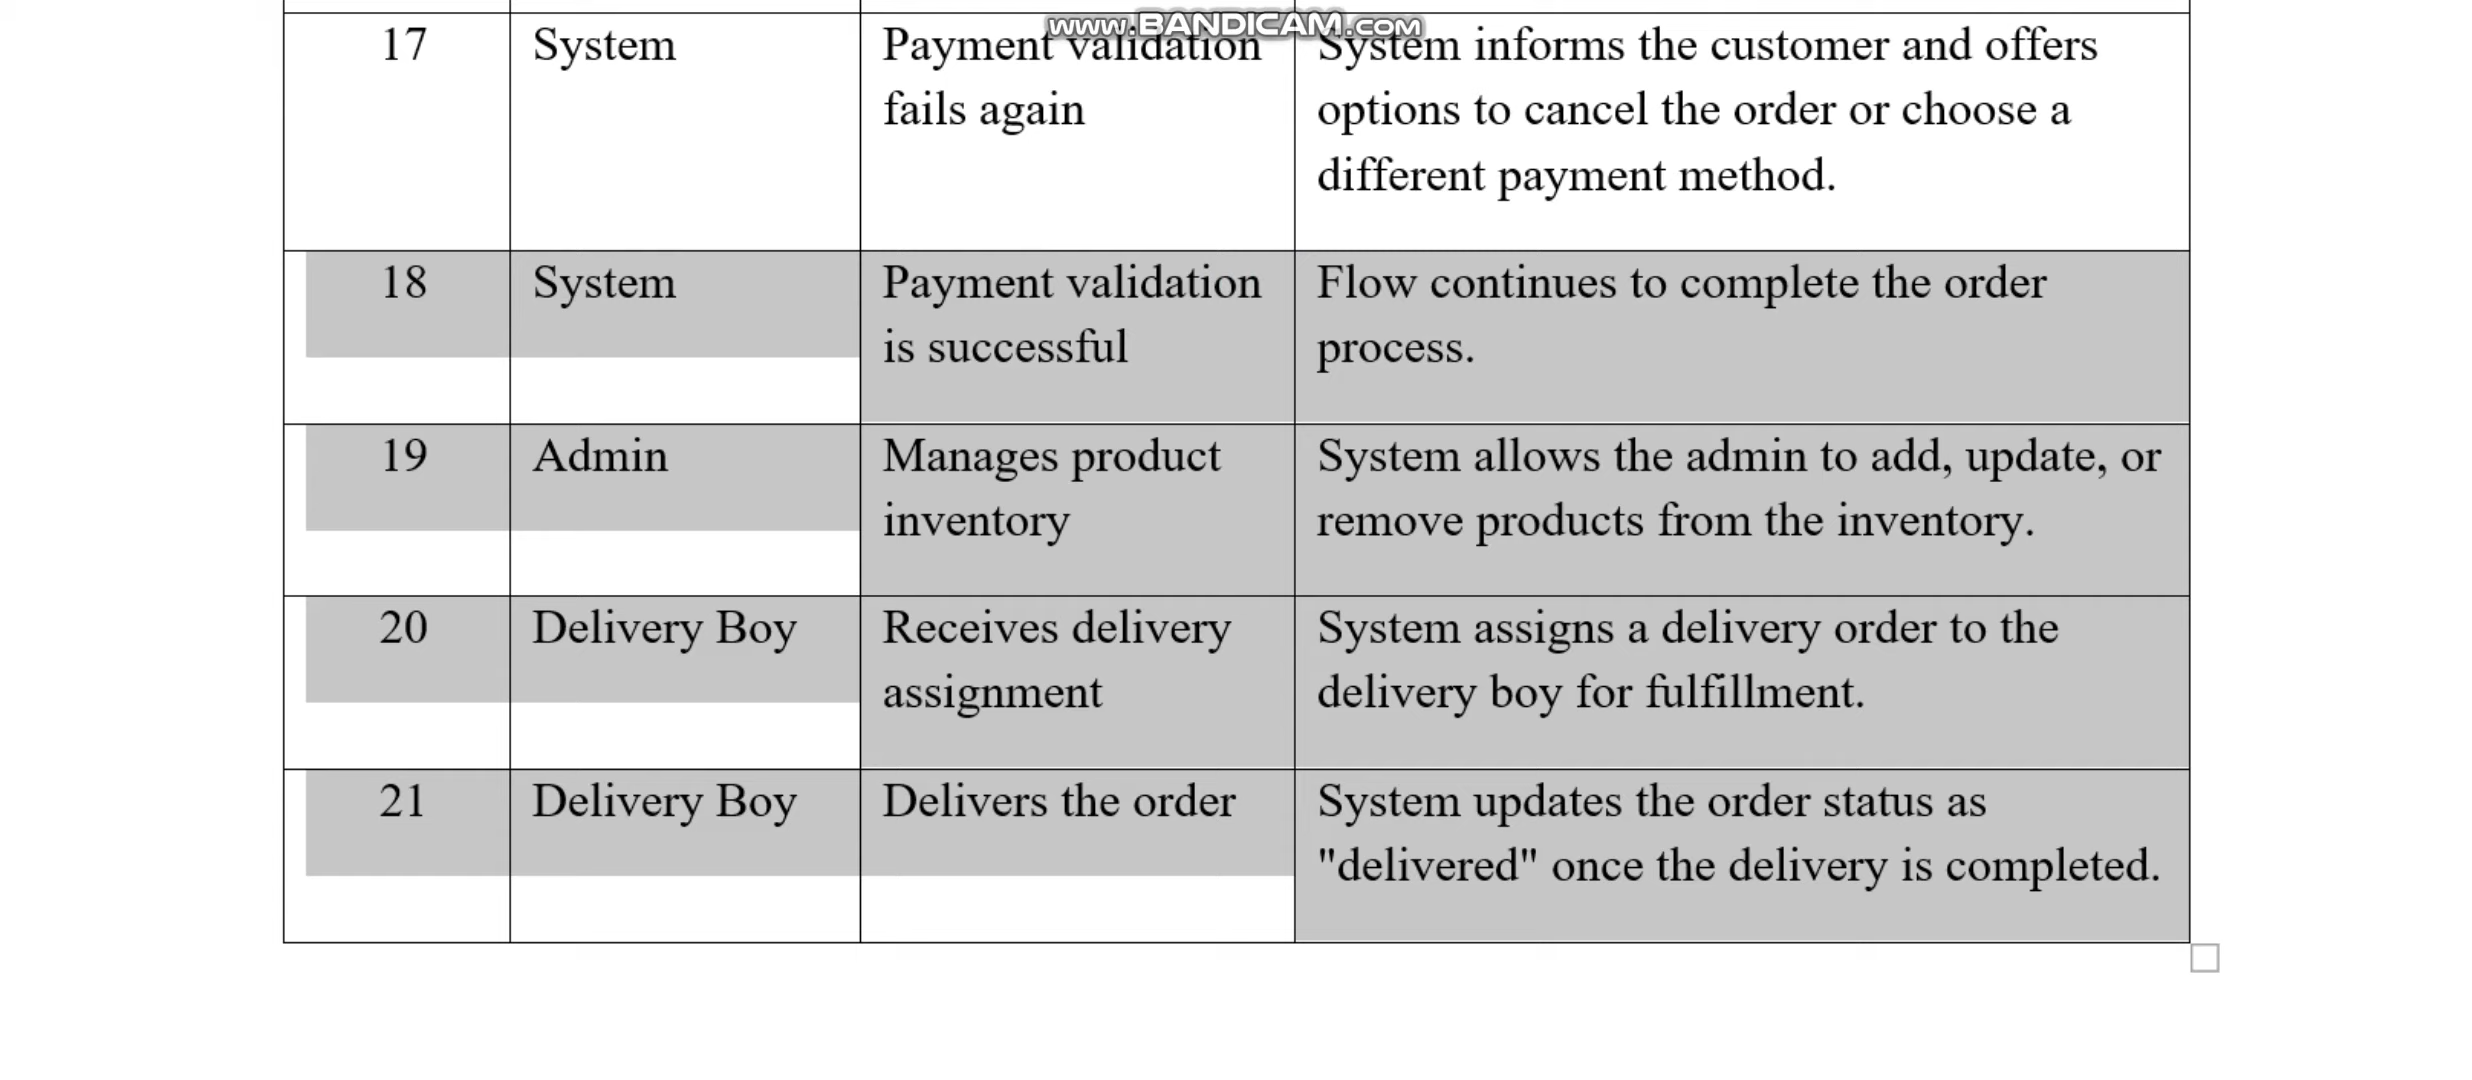 www.BANDICAM.com
17 System Payment validation System informs the customer and offers
fails again options to cancel the order or choose a
different payment method.
18 System Payment validation Flow continues to complete the order
is successful process.
19 Admin Manages product System allows the admin to add, update, or
inventory remove products from the inventory.
20 Delivery Boy Receives delivery System assigns a delivery order to the
assignment delivery boy for fulfillment.
21 Delivery Boy Delivers the order System updates the order status as
"delivered" once the delivery is completed.